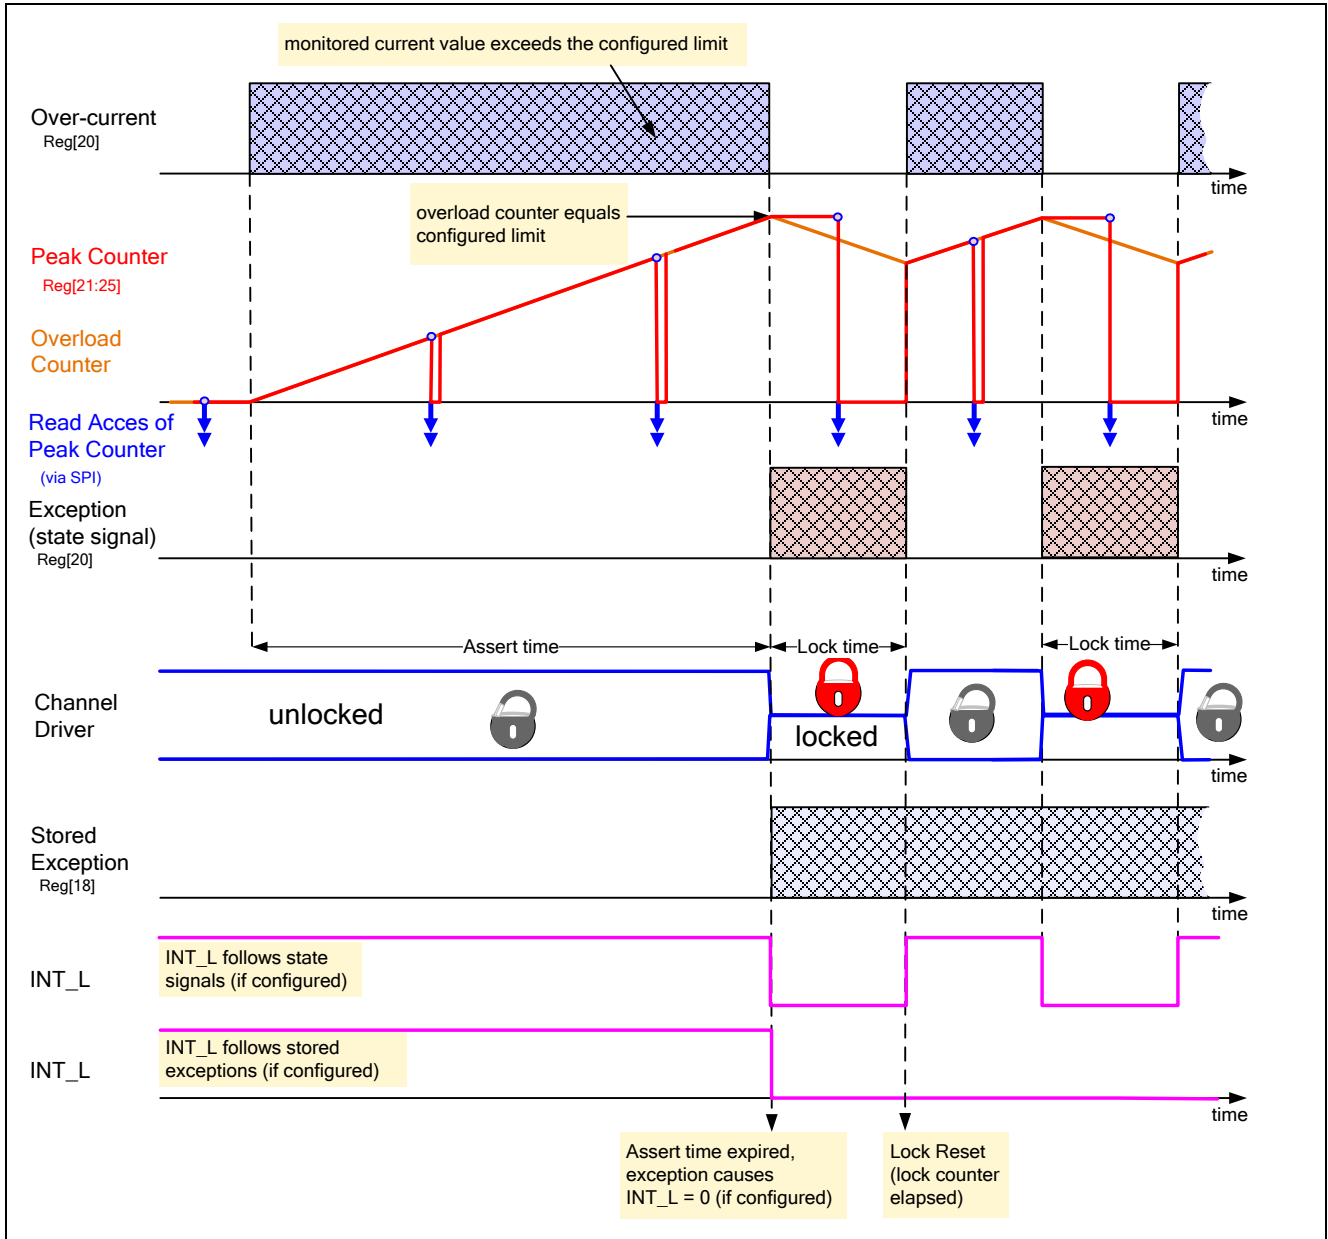 monitored current value exceeds the configured limit
Over-current
Reg[20]
time
overload counter equals
configured limit
Peak Counter
Reg[21:25]
Overload
Counter
time
Read Acces of
Peak Counter
(via SPI)
Exception
(state signal)
Reg[20]
time
Assert time
Lock time
Lock time
Channel
Driver
unlocked
locked
time
Stored
Exception
Reg[18]
time
INT_L
INT_L follows state
signals (if configured)
INT_L
INT_L follows stored
exceptions (if configured)
time
Assert time expired,
exception causes
INT_L = 0 (if configured)
Lock Reset
(lock counter
elapsed)